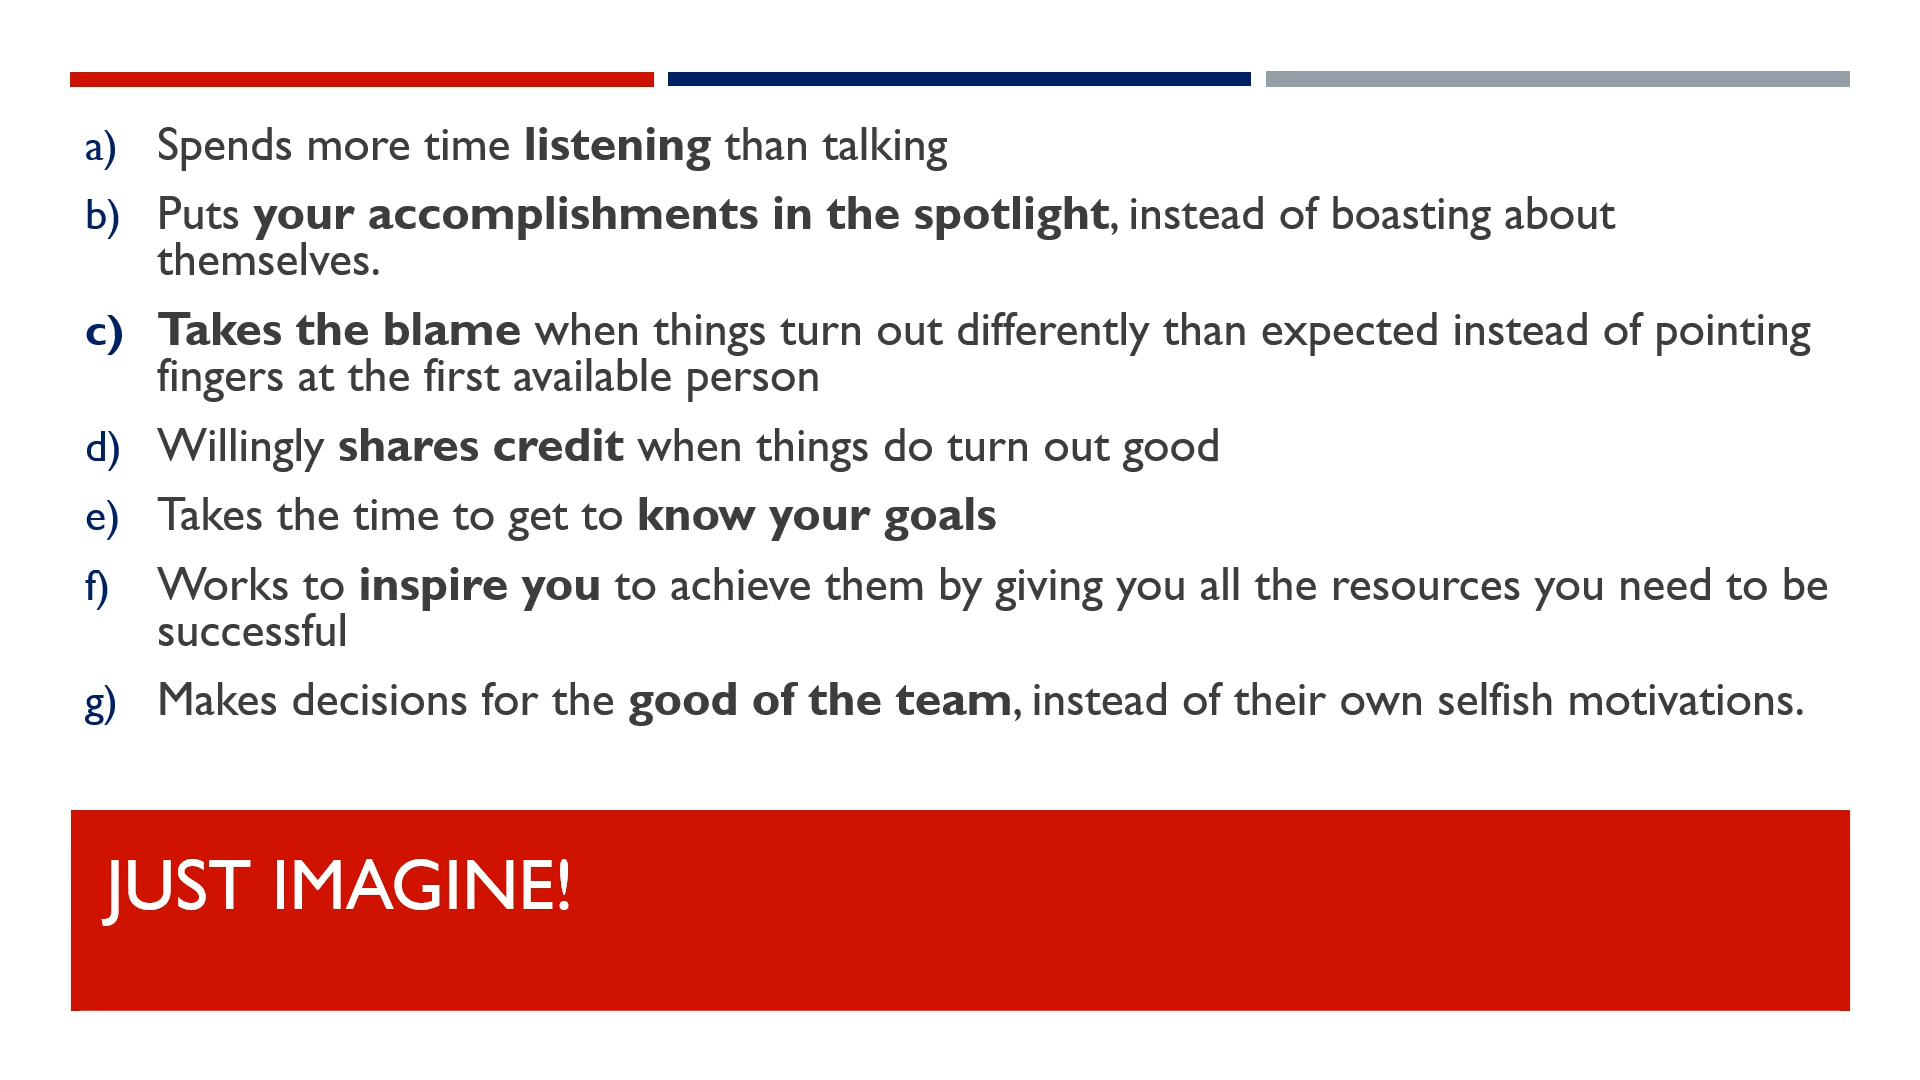 a) Spends more time listening than talking
b) Puts your accomplishments in the spotlight, instead of boasting about
themselves.
c) Takes the blame when things turn out differently than expected instead of pointing
fingers at the first available person
d) Willingly shares credit when things do turn out good
e) Takes the time to get to know your goals
f) Works to inspire you to achieve them by giving you all the resources you need to be
successful
g) Makes decisions for the good of the team, instead of their own selfish motivations.
JUST IMAGINE!